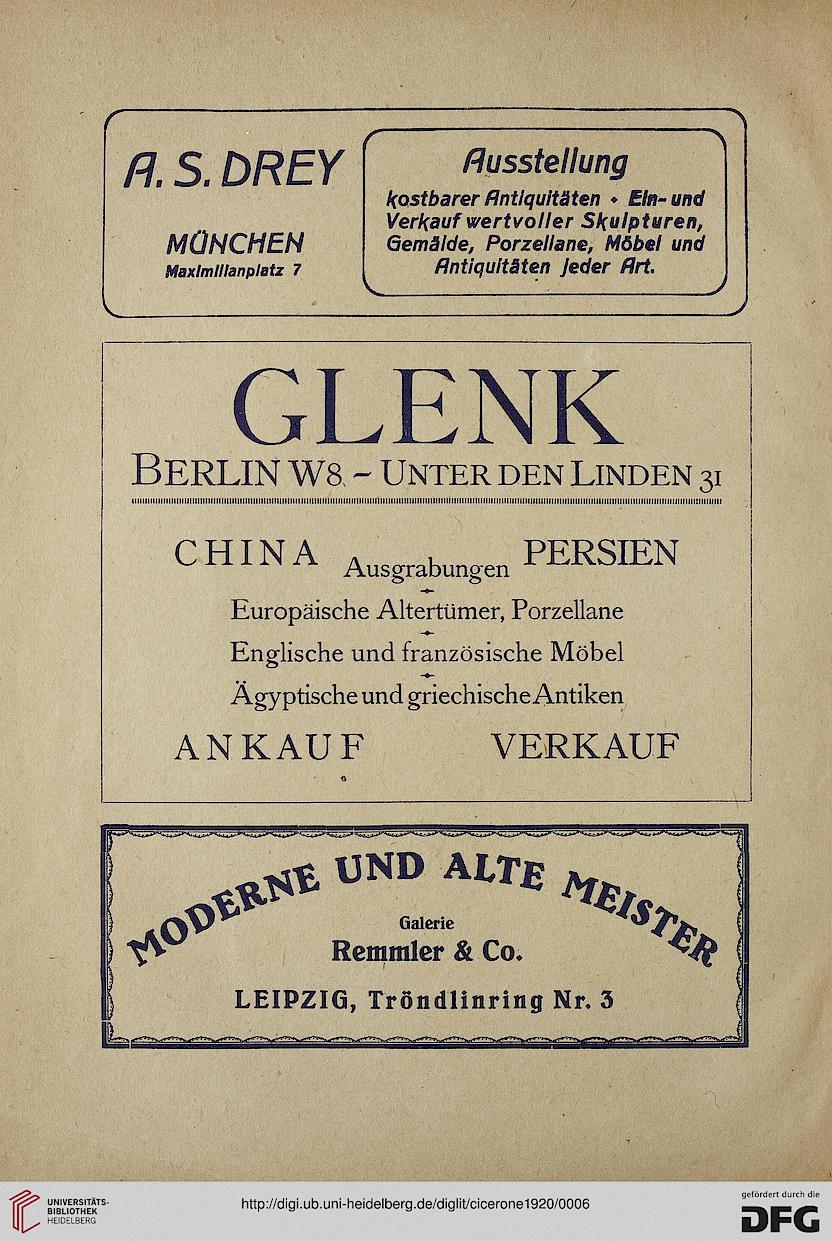 A. S. DREY
MÜNCHEN
Maximilianplatz 7
Ausstellung
kostbarer Antiquitäten ⬥ Ein- und
Verkauf wertvoller Skulpturen,
Gemälde, Porzellane, Möbel und
Antiquitäten jeder Art.
GLENK
BERLIN W8 – UNTER DEN LINDEN 31
CHINA Ausgrabungen PERSIEN
Europäische Altertümer, Porzellane
Englische und französische Möbel
Ägyptische und griechische Antiken
ANKAUF VERKAUF
MODERNE UND ALTE MEISTER
Galerie
Remmler & Co.
LEIPZIG, Tröndlinring Nr. 3
UNIVERSITÄTS-
BIBLIOTHEK
HEIDELBERG
http://digi.ub.uni-heidelberg.de/diglit/cicerone1920/0006
gefördert durch die
DFG